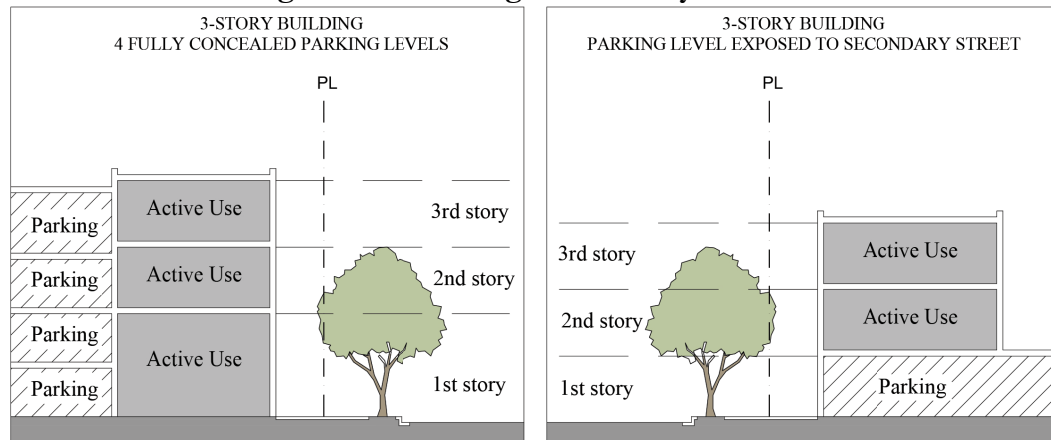 3-STORY BUILDING
4 FULLY CONCEALED PARKING LEVELS
PL
Active Use
Parking
3rd story
Active Use
Parking
2nd story
Parking
Active Use
Parking
1st story
3-STORY BUILDING
PARKING LEVEL EXPOSED TO SECONDARY STREET
PL
3rd story
Active Use
2nd story
Active Use
1st story
Parking